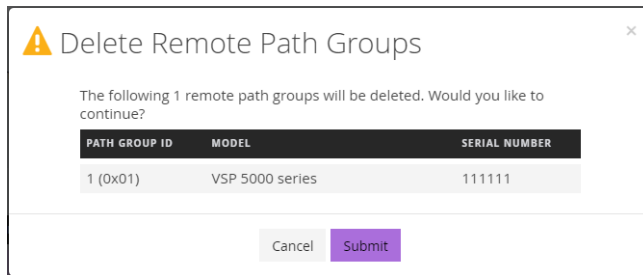 Delete Remote Path Groups
×
The following 1 remote path groups will be deleted. Would you like to
continue?
PATH GROUP ID MODEL SERIAL NUMBER
1 (0x01) VSP 5000 series 111111
Cancel Submit